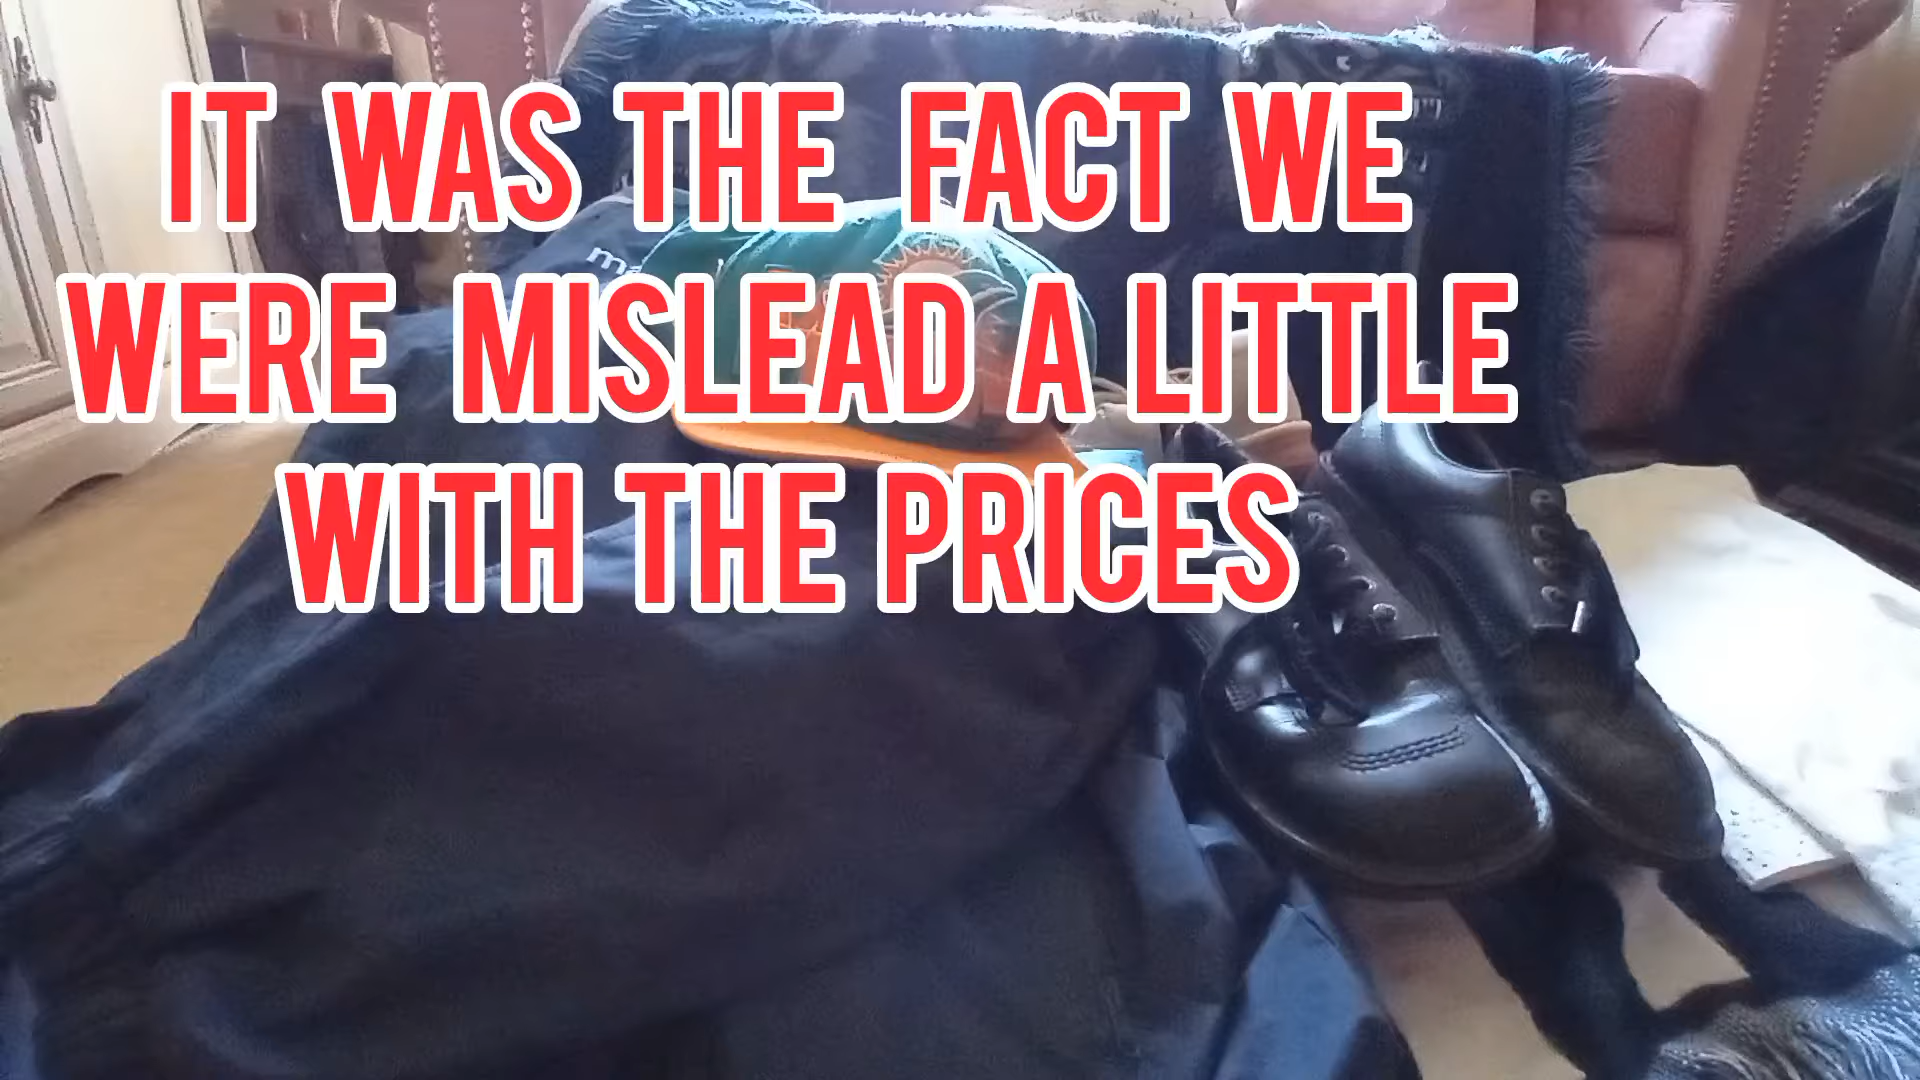 IT WAS THE FACT WE
WERE MISLEAD A LITTLE
WITH THE PRICES